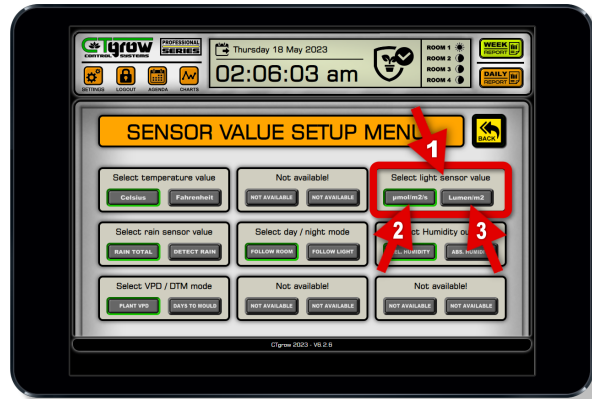 CTgrow
CONTROL SYSTEMS
PROFESSIONAL
SERIES
SETTINGS
LOGOUT
AGENDA
CHARTS
Thursday 18 May 2023
02:06:03 am
ROOM 1
ROOM 2
ROOM 3
ROOM 4
WEEK
REPORT
DAILY
REPORT
SENSOR VALUE SETUP MENU
BACK
1
Select temperature value
Celsius Fahrenheit
Not available!
NOT AVAILABLE NOT AVAILABLE
Select light sensor value
µmol/m2/s Lumen/m2
2 3
Select rain sensor value
RAIN TOTAL DETECT RAIN
Select day / night mode
FOLLOW ROOM FOLLOW LIGHT
Humidity
HUMIDITY ABS. HUMIDITY
Select VPD / DTM mode
PLANT VPD DAYS TO MOULD
Not available!
NOT AVAILABLE NOT AVAILABLE
Not available!
NOT AVAILABLE NOT AVAILABLE
CTgrow 2023 - V6.2.6